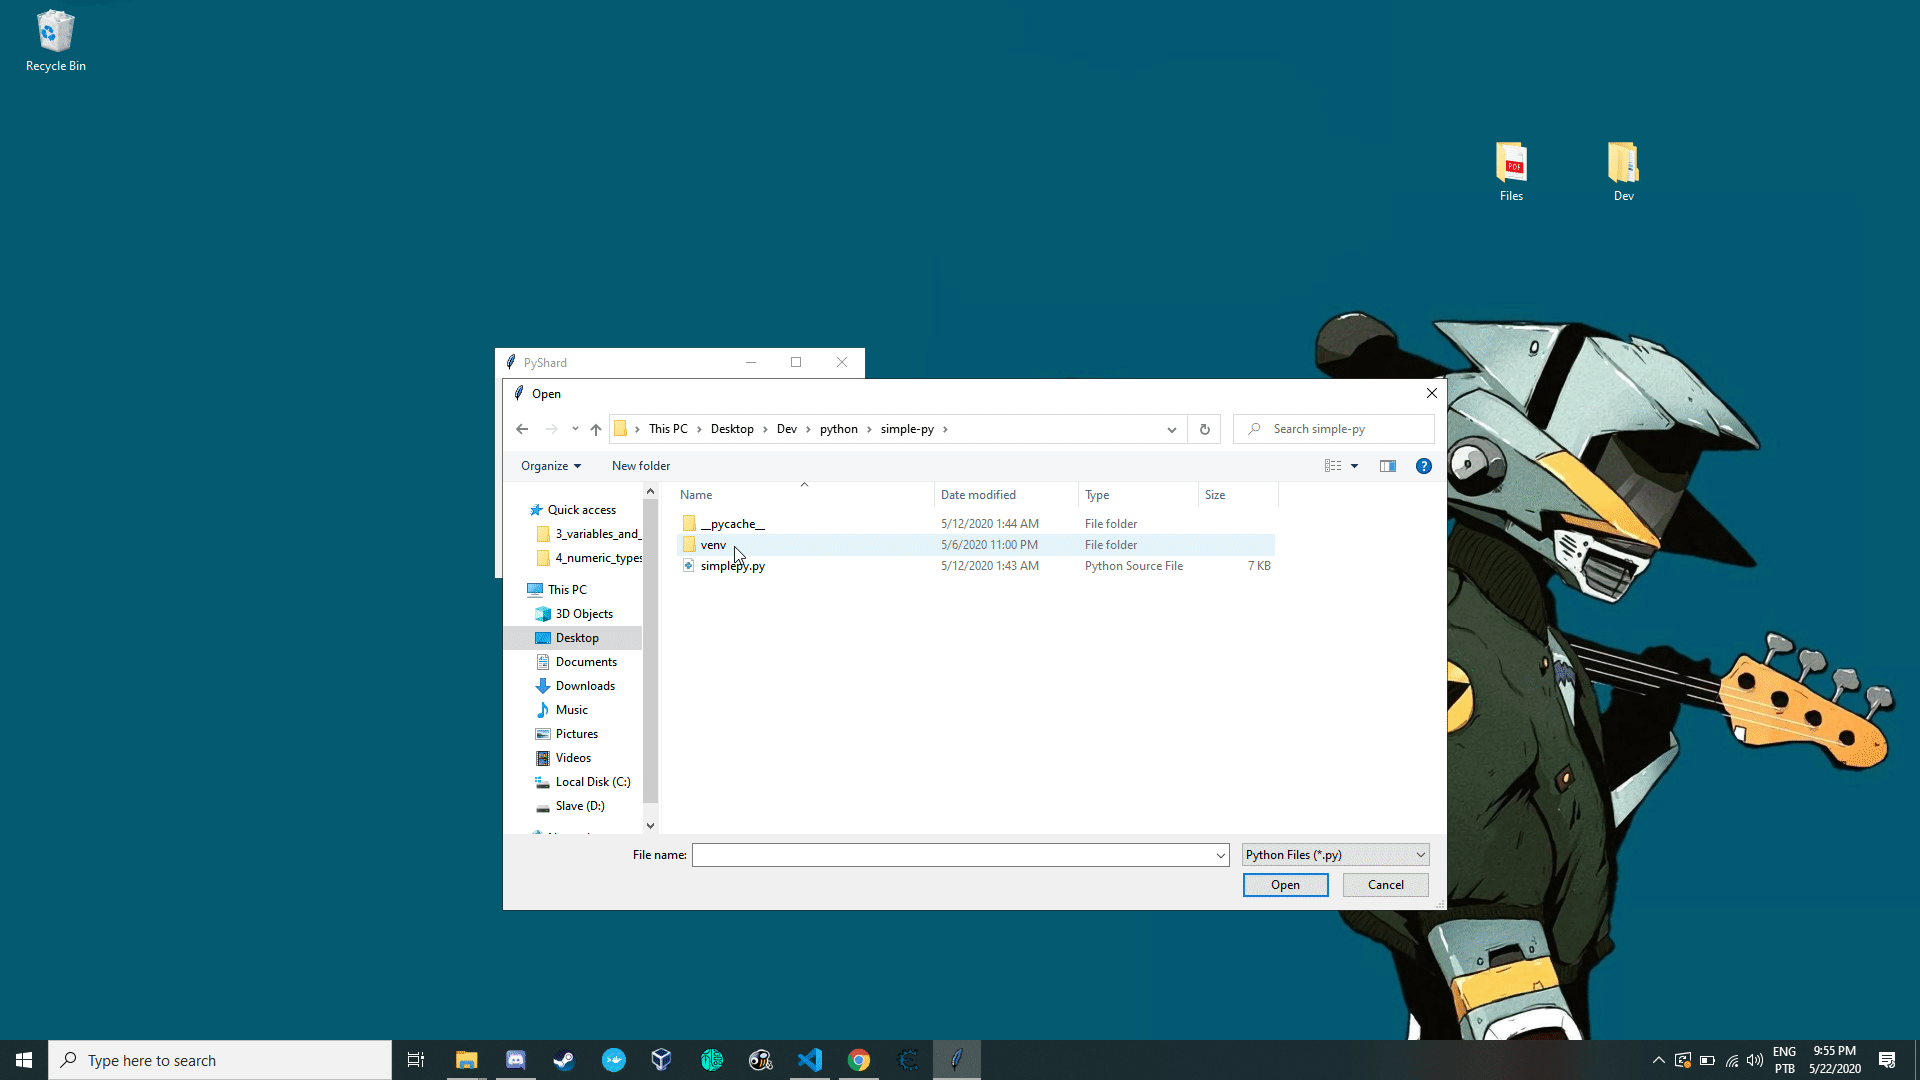 Recycle Bin
PDF
Files
Dev
PyShard
Open
This PC
Desktop
Dev
python
simple-py
Search simple-py
Organize
New folder
Name
Date modified
Type
Size
Quick access
3_variables_and_
4_numeric_types
This PC
3D Objects
Desktop
Documents
Downloads
Music
Pictures
Videos
Local Disk (C:)
Slave (D:)
__pycache__ 5/12/2020 1:44 AM File folder
venv 5/6/2020 11:00 PM File folder
simplepy.py 5/12/2020 1:43 AM Python Source File 7 KB
File name:
Python Files (*.py)
Open
Cancel
Type here to search
ENG
PTB
9:55 PM
5/22/2020